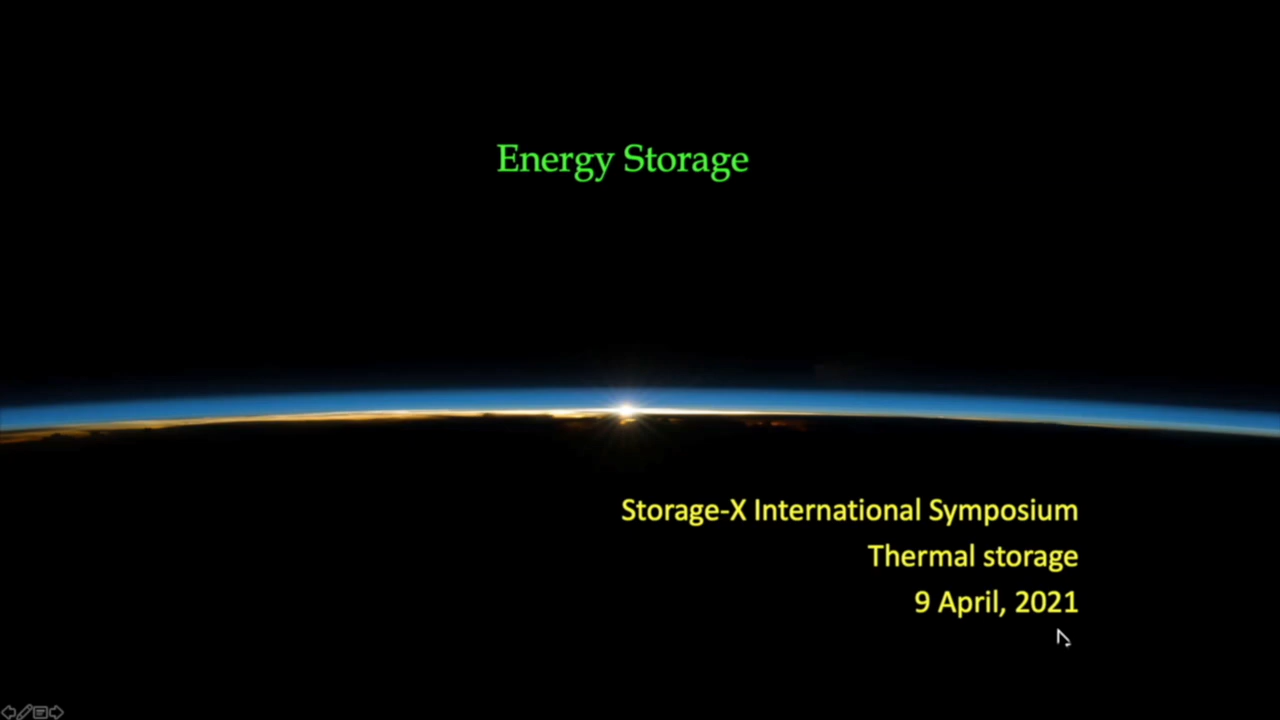 Energy Storage
Storage-X International Symposium
Thermal storage
9 April, 2021